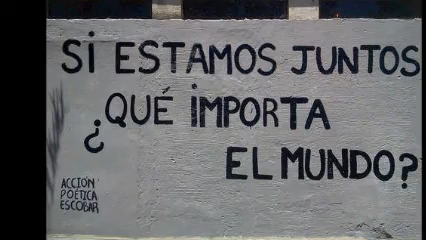 Si ESTAMOS JUNTOS
¿QUÉ iMPORTA
EL MUNDO?
ACCIÓN
POÉTICA
ESCOBAR